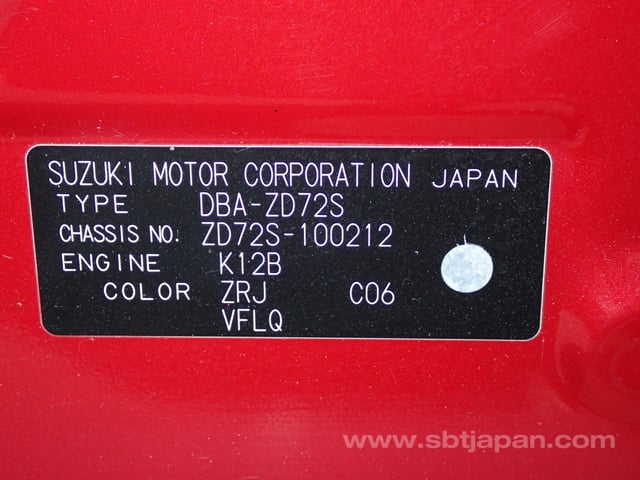 SUZUKI MOTOR CORPORATION JAPAN
TYPE DBA-ZD72S
CHASSIS NO. ZD72S-100212
ENGINE K12B
COLOR ZRJ C06
VFLQ
www.sbtjapan.com